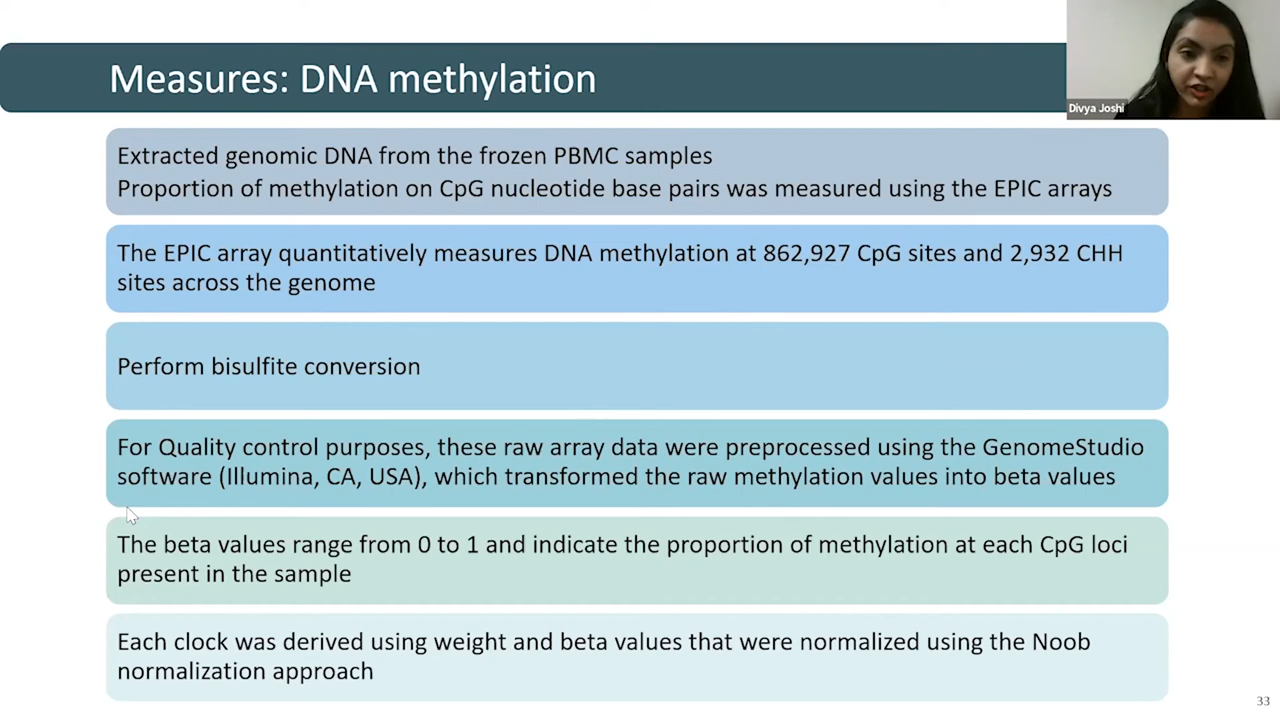 Measures: DNA methylation
Divya Joshi
Extracted genomic DNA from the frozen PBMC samples
Proportion of methylation on CpG nucleotide base pairs was measured using the EPIC arrays
The EPIC array quantitatively measures DNA methylation at 862,927 CpG sites and 2,932 CHH
sites across the genome
Perform bisulfite conversion
For Quality control purposes, these raw array data were preprocessed using the GenomeStudio
software (Illumina, CA, USA), which transformed the raw methylation values into beta values
The beta values range from 0 to 1 and indicate the proportion of methylation at each CpG loci
present in the sample
Each clock was derived using weight and beta values that were normalized using the Noob
normalization approach
33